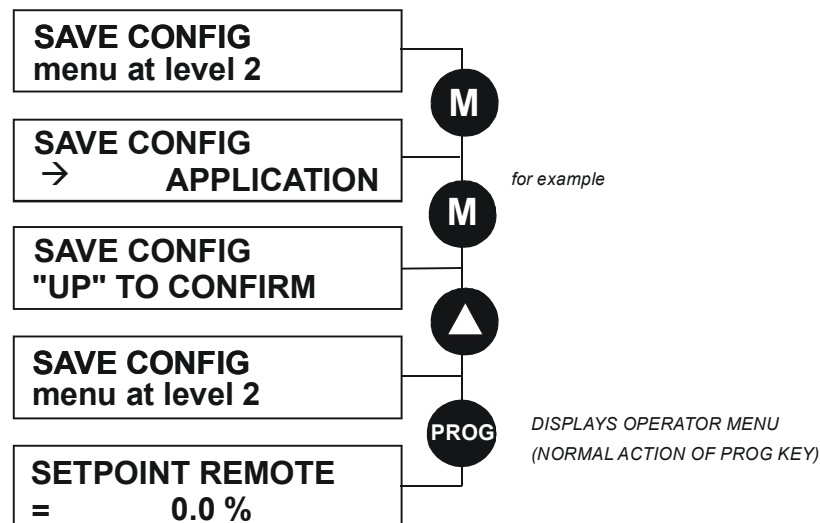 SAVE CONFIG
menu at level 2
M
SAVE CONFIG
→ APPLICATION
for example
M
SAVE CONFIG
"UP" TO CONFIRM
SAVE CONFIG
menu at level 2
PROG
DISPLAYS OPERATOR MENU
(NORMAL ACTION OF PROG KEY)
SETPOINT REMOTE
= 0.0 %